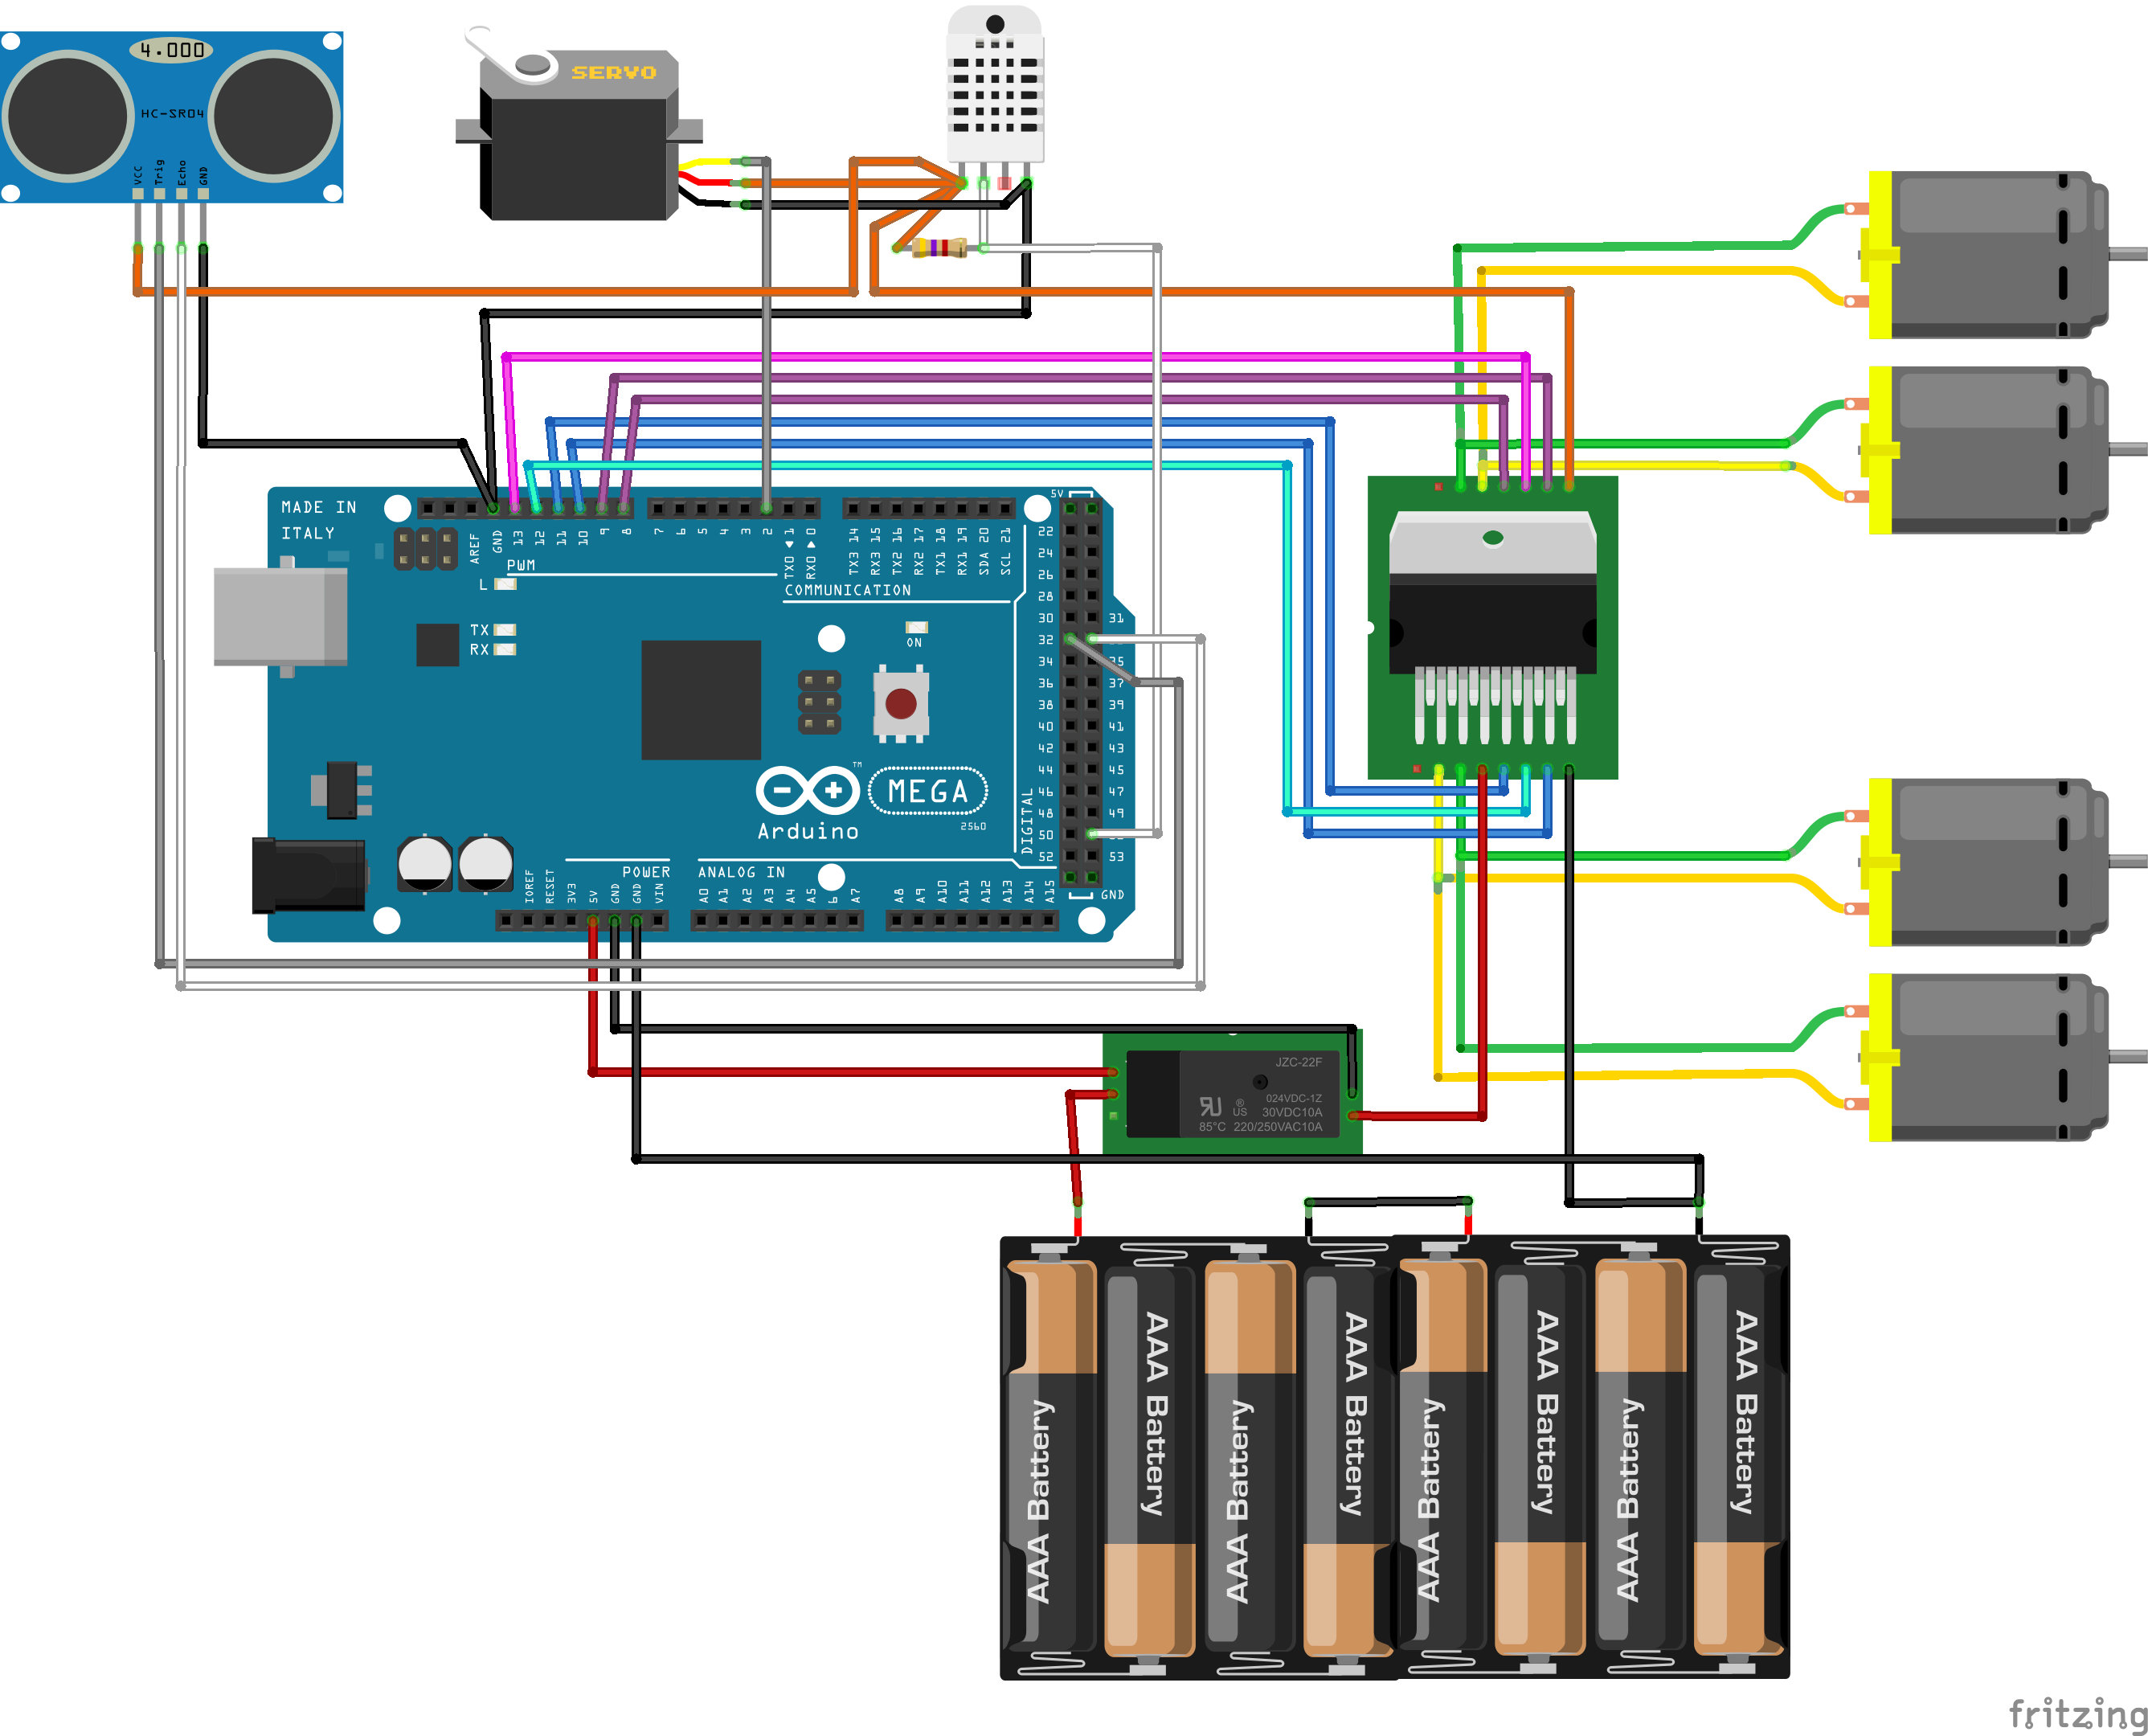 4.000
HC-SR04
VCC
Trig
Echo
GND
SERVO
MADE IN
ITALY
AREF
GND
13
12
11
10
9
8
7
6
5
4
3
2
TX0 1
RX0 0
TX3 14
RX3 15
TX2 16
RX2 17
TX1 18
RX1 19
SDA 20
SCL 21
PWM
COMMUNICATION
L
TX
RX
ON
5V
22
24
26
28
30
31
32
34
35
36
37
38
39
40
41
42
43
44
45
46
47
48
49
50
52
53
GND
DIGITAL
MEGA
2560
TM
Arduino
POWER
ANALOG IN
IOREF
RESET
3V3
5V
GND
GND
VIN
A0
A1
A2
A3
A4
A5
6
A7
A8
A9
A10
A11
A12
A13
A14
A15
JZC-22F
024VDC-1Z
® US
30VDC10A
85°C 220/250VAC10A
AAA Battery
AAA Battery
AAA Battery
AAA Battery
AAA Battery
AAA Battery
AAA Battery
AAA Battery
fritzing